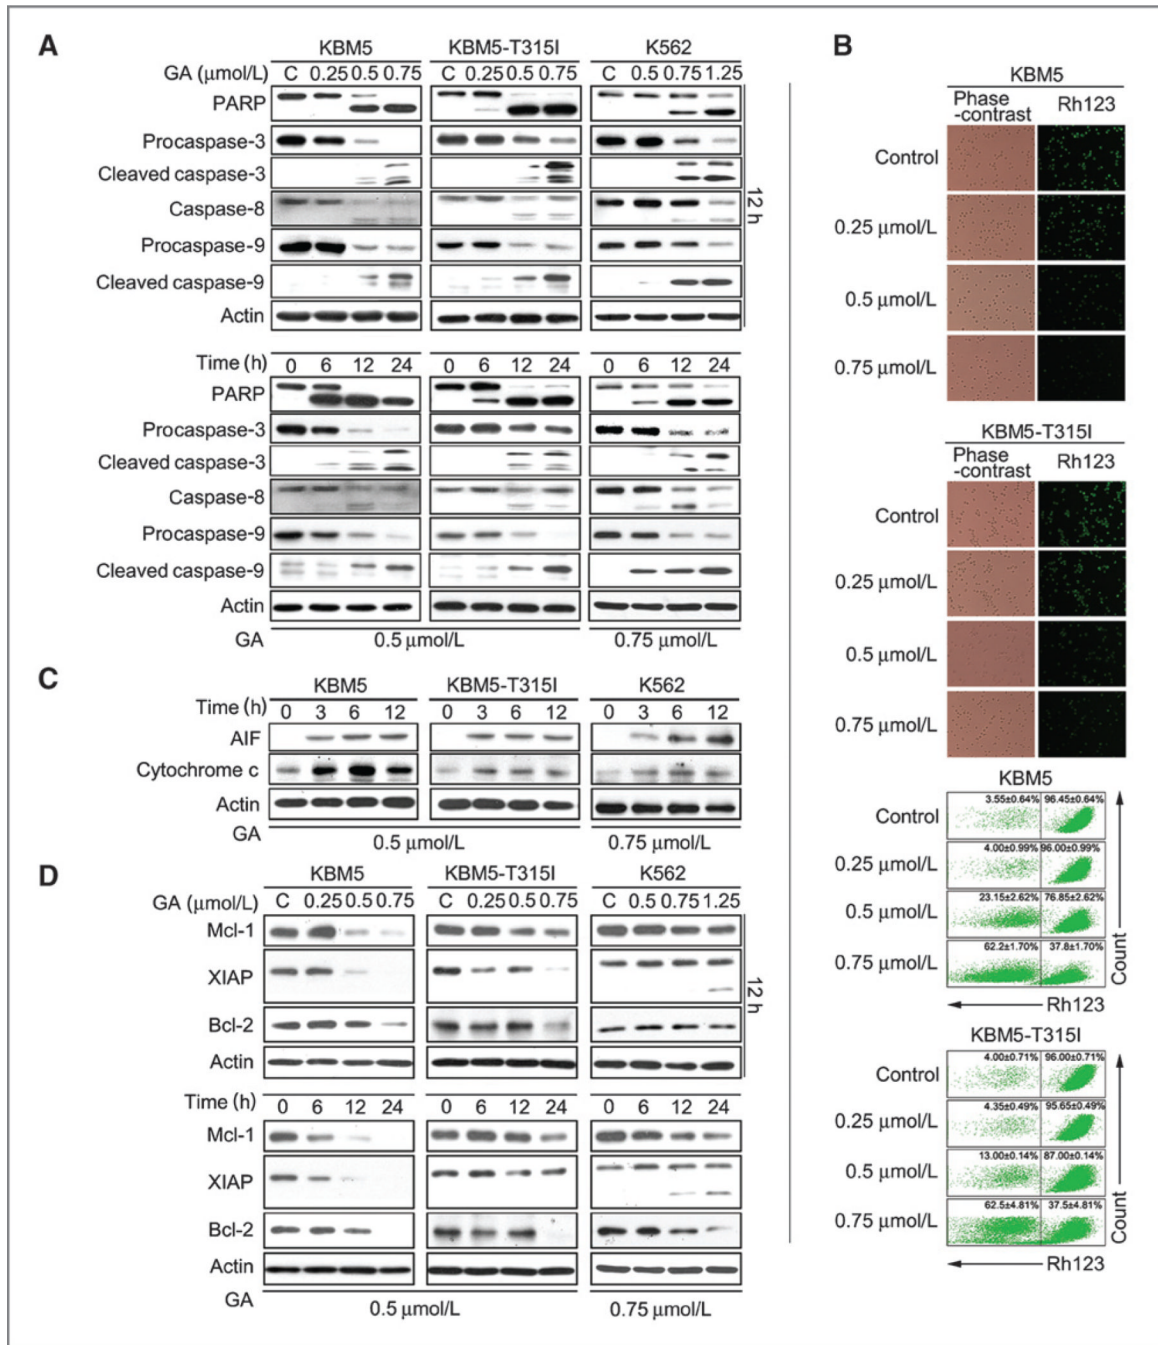 A
KBM5 KBM5-T315I K562
GA (µmol/L) C 0.25 0.5 0.75 C 0.25 0.5 0.75 C 0.5 0.75 1.25
PARP
Procaspase-3
Cleaved caspase-3
Caspase-8
Procaspase-9
Cleaved caspase-9
Actin
12 h
Time (h) 0 6 12 24 0 6 12 24 0 6 12 24
PARP
Procaspase-3
Cleaved caspase-3
Caspase-8
Procaspase-9
Cleaved caspase-9
Actin
GA 0.5 µmol/L 0.75 µmol/L
C
KBM5 KBM5-T315I K562
Time (h) 0 3 6 12 0 3 6 12 0 3 6 12
AIF
Cytochrome c
Actin
GA 0.5 µmol/L 0.75 µmol/L
D
KBM5 KBM5-T315I K562
GA (µmol/L) C 0.25 0.5 0.75 C 0.25 0.5 0.75 C 0.5 0.75 1.25
Mcl-1
XIAP
Bcl-2
Actin
12 h
Time (h) 0 6 12 24 0 6 12 24 0 6 12 24
Mcl-1
XIAP
Bcl-2
Actin
GA 0.5 µmol/L 0.75 µmol/L
B
KBM5
Phase
-contrast Rh123
Control
0.25 µmol/L
0.5 µmol/L
0.75 µmol/L
KBM5-T315I
Phase
-contrast Rh123
Control
0.25 µmol/L
0.5 µmol/L
0.75 µmol/L
KBM5
Control 3.55±0.64% 96.45±0.64%
0.25 µmol/L 4.00±0.99% 96.00±0.99%
0.5 µmol/L 23.15±2.62% 76.85±2.62%
0.75 µmol/L 62.2±1.70% 37.8±1.70%
Count
Rh123
KBM5-T315I
Control 4.00±0.71% 96.00±0.71%
0.25 µmol/L 4.35±0.49% 95.65±0.49%
0.5 µmol/L 13.00±0.14% 87.00±0.14%
0.75 µmol/L 62.5±4.81% 37.5±4.81%
Count
Rh123